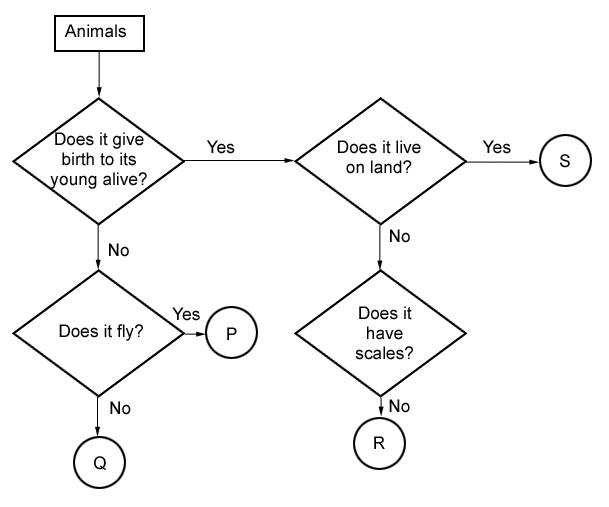 Animals
Does it give
birth to its
young alive?
Yes
Does it live
on land?
Yes
S
No
No
Does it fly?
Yes
P
Does it
have
scales?
No
Q
No
R